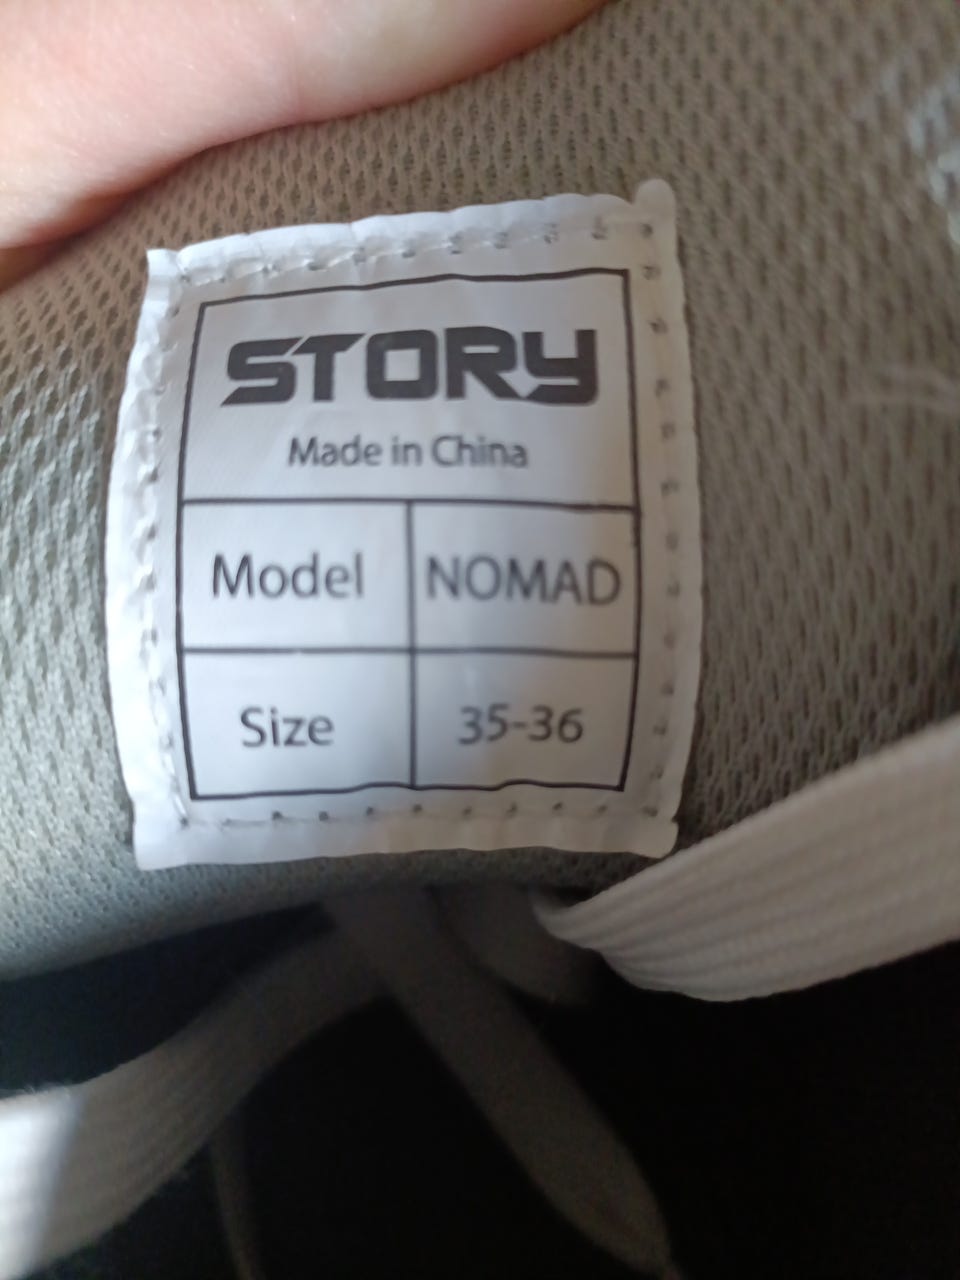 STORY
Made in China
Model NOMAD
Size 35-36